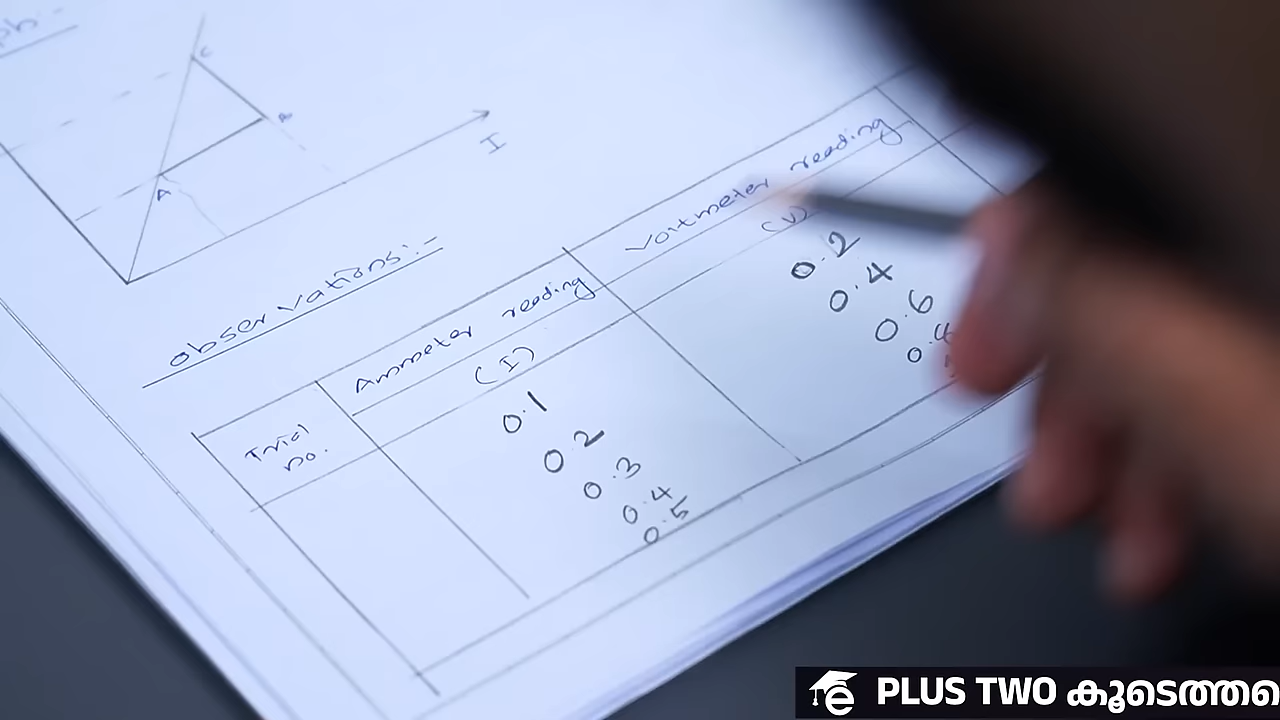 C
B
A
I
observations:-
Trial no.
Ammeter reading (I)
Voltmeter reading (V)
0.1
0.2
0.3
0.4
0.5
0.2
0.4
0.6
PLUS TWO കൂടെത്ത